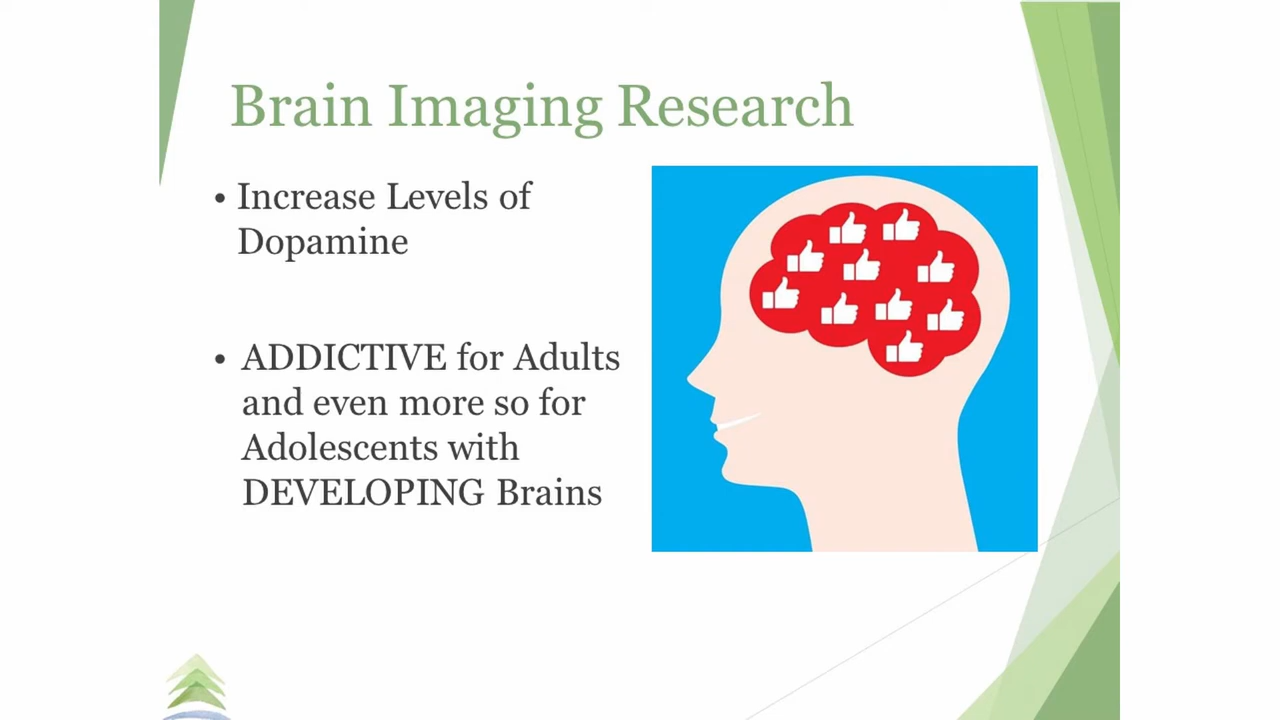 Brain Imaging Research
• Increase Levels of
Dopamine
• ADDICTIVE for Adults
and even more so for
Adolescents with
DEVELOPING Brains